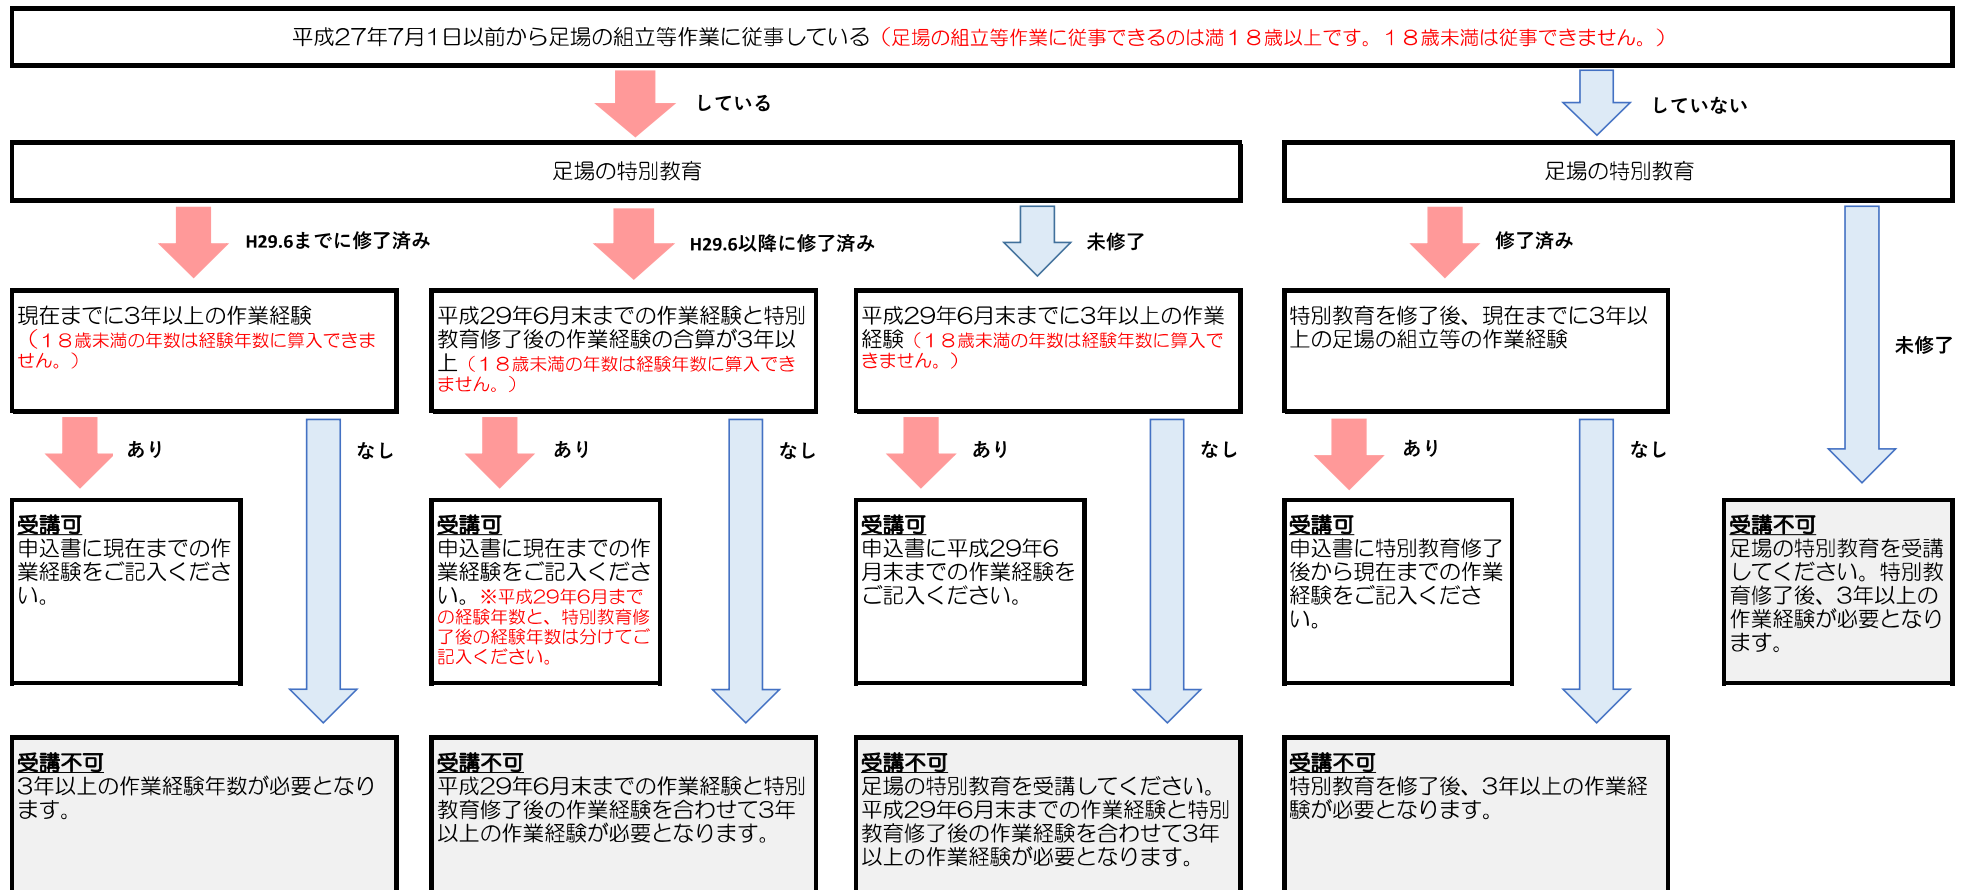 平成27年7月1日以前から足場の組立等作業に従事している（足場の組立等作業に従事できるのは満１８歳以上です。１８歳未満は従事できません。）
している
していない
足場の特別教育
足場の特別教育
H29.6までに修了済み
H29.6以降に修了済み
未修了
修了済み
未修了
現在までに3年以上の作業経験
（１８歳未満の年数は経験年数に算入できま
せん。）
平成29年6月末までの作業経験と特別
教育修了後の作業経験の合算が3年以
上（１８歳未満の年数は経験年数に算入でき
ません。）
平成29年6月末までに3年以上の作業
経験（１８歳未満の年数は経験年数に算入で
きません。）
特別教育を修了後、現在までに3年以
上の足場の組立等の作業経験
あり
なし
あり
なし
あり
なし
あり
なし
受講可
申込書に現在までの作
業経験をご記入くださ
い。
受講可
申込書に現在までの作
業経験をご記入くださ
い。※平成29年6月まで
の経験年数と、特別教育修
了後の経験年数は分けてご
記入ください。
受講可
申込書に平成29年6
月末までの作業経験を
ご記入ください。
受講可
申込書に特別教育修了
後から現在までの作業
経験をご記入くださ
い。
受講不可
足場の特別教育を受講
してください。特別教
育修了後、3年以上の
作業経験が必要となり
ます。
受講不可
3年以上の作業経験年数が必要となり
ます。
受講不可
平成29年6月末までの作業経験と特別
教育修了後の作業経験を合わせて3年
以上の作業経験が必要となります。
受講不可
足場の特別教育を受講してください。
平成29年6月末までの作業経験と特別
教育修了後の作業経験を合わせて3年
以上の作業経験が必要となります。
受講不可
特別教育を修了後、3年以上の作業経
験が必要となります。